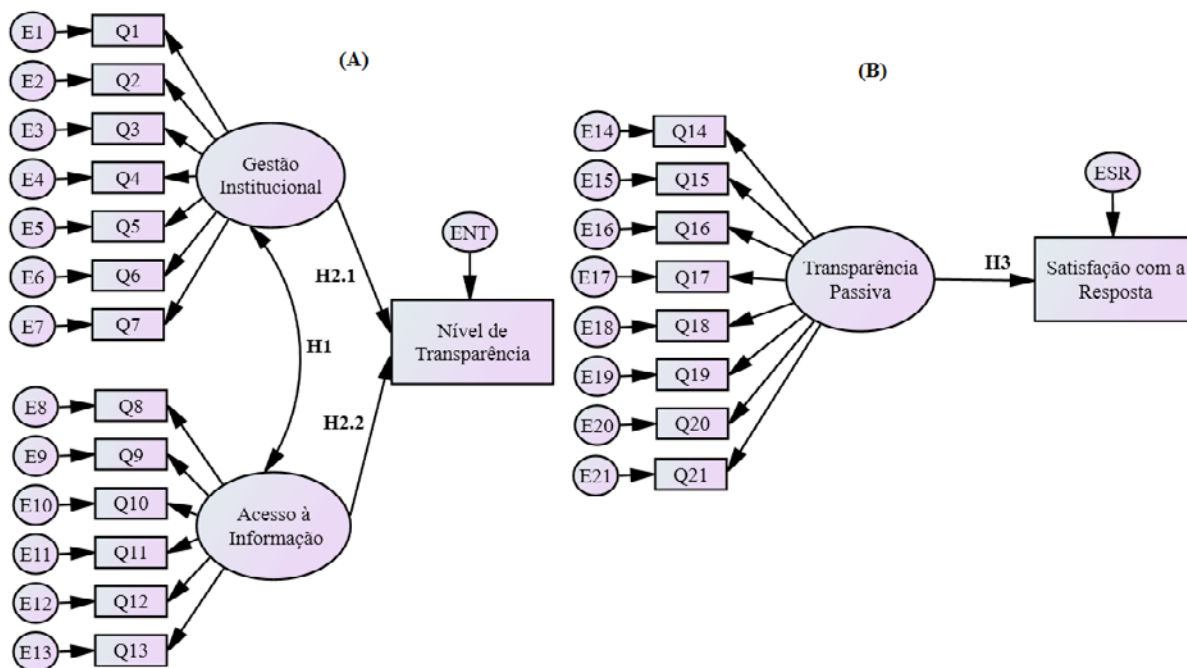 (A)
E1
Q1
E2
Q2
E3
Q3
E4
Q4
E5
Q5
E6
Q6
E7
Q7
Gestão
Institucional
ENT
H2.1
Nível de
Transparência
H1
H2.2
E8
Q8
E9
Q9
E10
Q10
E11
Q11
E12
Q12
E13
Q13
Acesso à
Informação
(B)
E14
Q14
E15
Q15
E16
Q16
E17
Q17
E18
Q18
E19
Q19
E20
Q20
E21
Q21
Transparência
Passiva
H3
ESR
Satisfação com a
Resposta